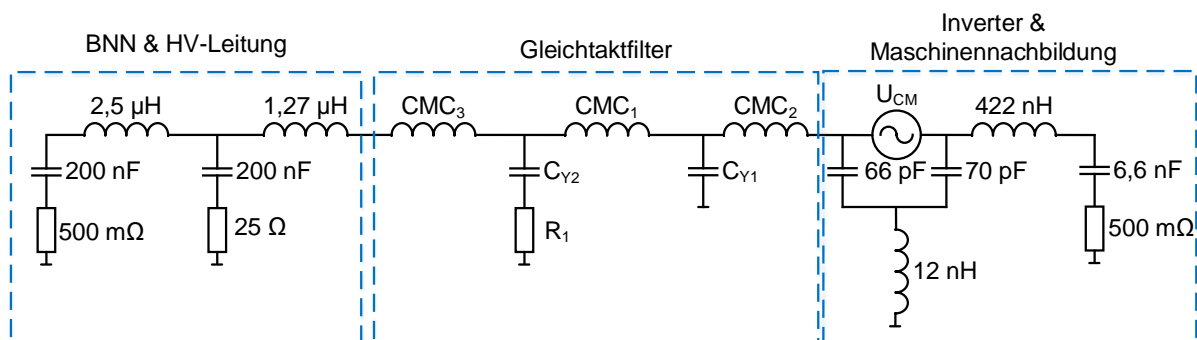 BNN & HV-Leitung
Gleichtaktfilter
Inverter &
Maschinennachbildung
2,5 µH
1,27 µH
CMC3
CMC1
CMC2
UCM
422 nH
200 nF
200 nF
CY2
CY1
66 pF
70 pF
6,6 nF
500 mΩ
25 Ω
R1
500 mΩ
12 nH